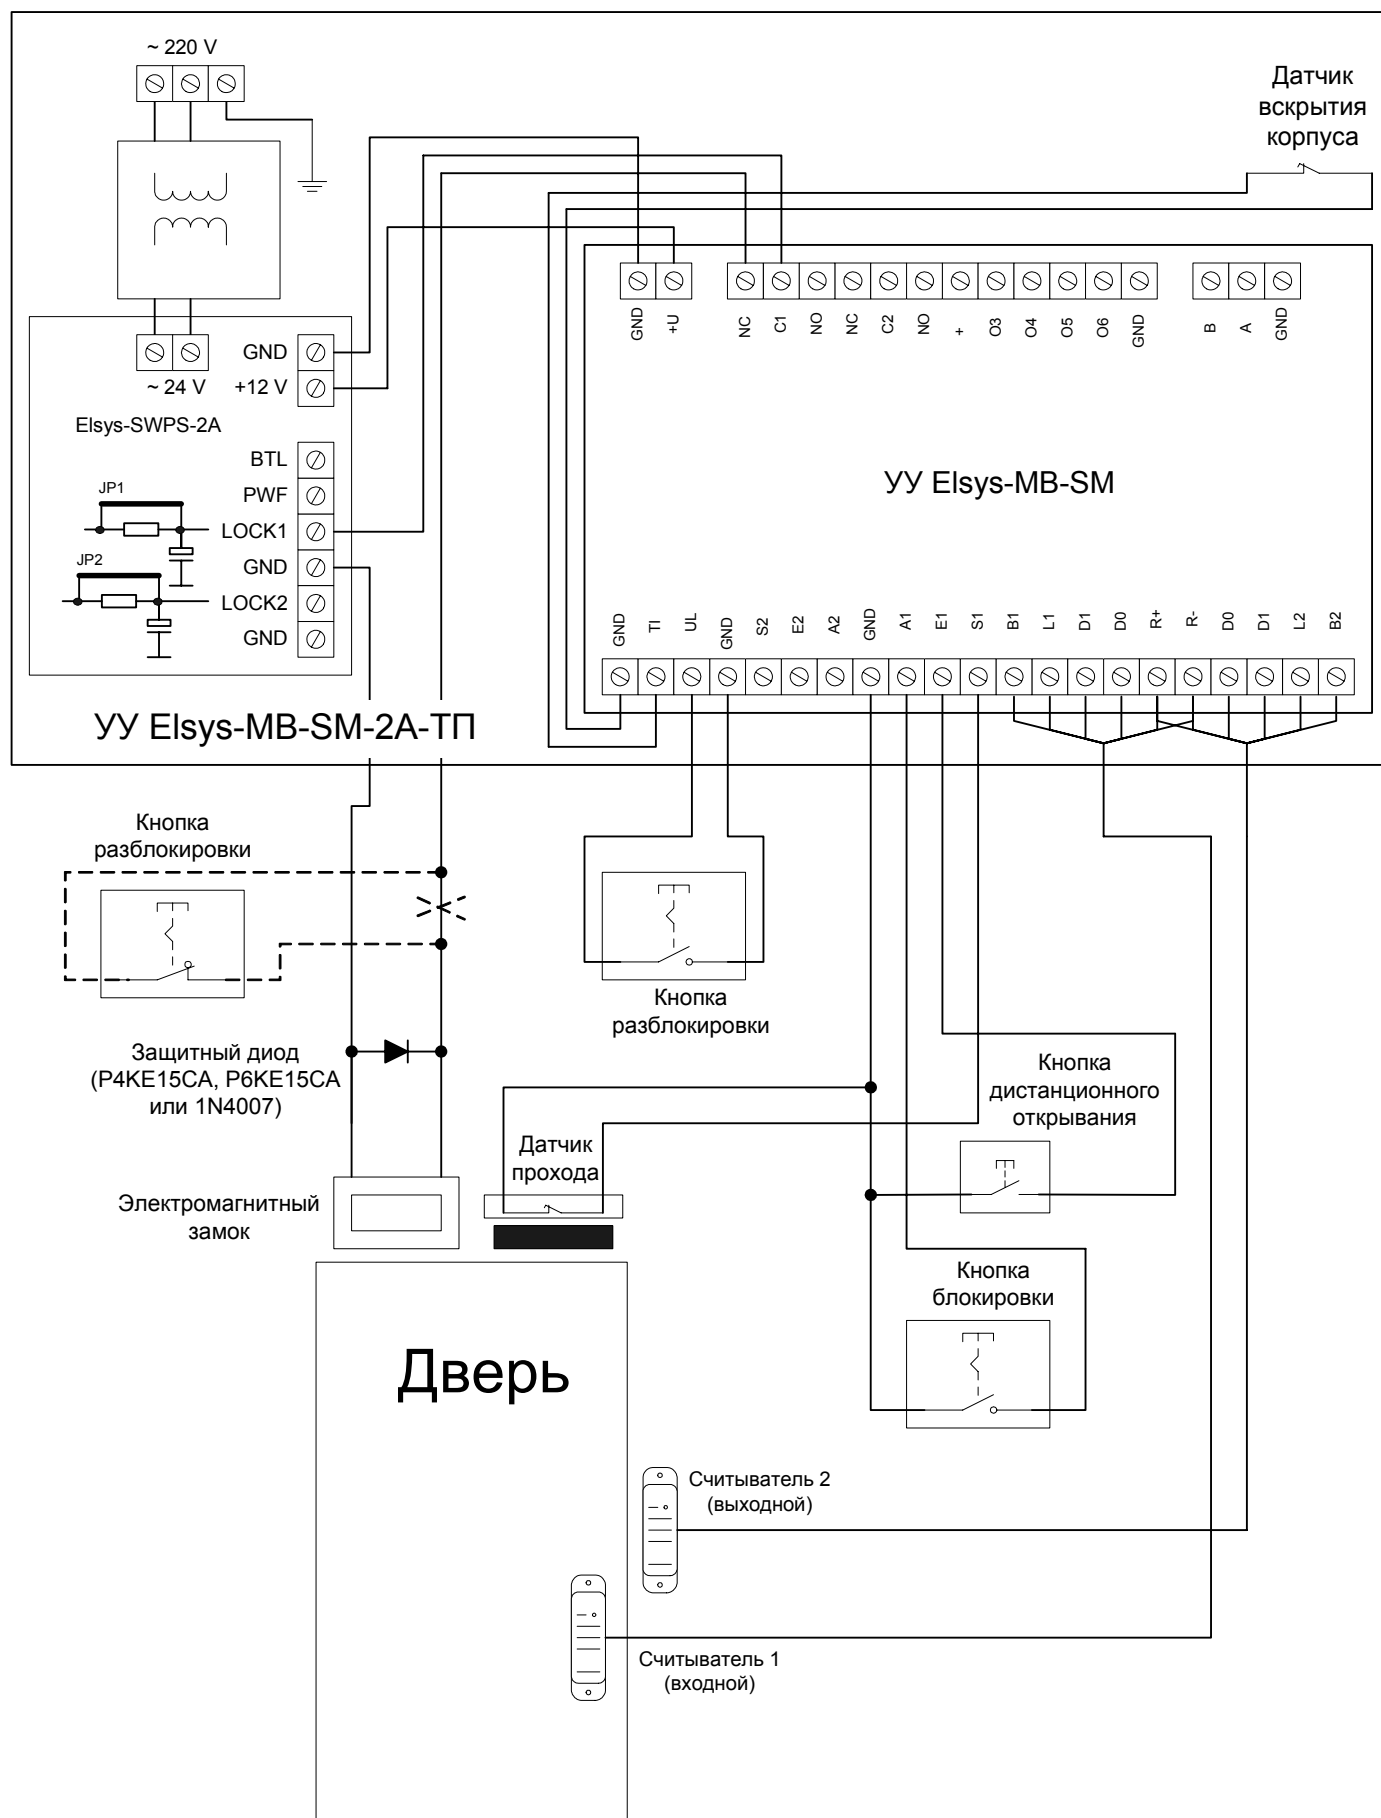 ~ 220 V
Датчик
вскрытия
корпуса
GND
+U
NC
C1
NO
NC
C2
NO
+
O3
O4
O5
O6
GND
B
A
GND
~ 24 V
GND
+12 V
Elsys-SWPS-2A
BTL
PWF
JP1
LOCK1
GND
JP2
LOCK2
GND
УУ Elsys-MB-SM
GND
TI
UL
GND
S2
E2
A2
GND
A1
E1
S1
B1
L1
D1
D0
R+
R-
D0
D1
L2
B2
УУ Elsys-MB-SM-2A-ТП
Кнопка
разблокировки
Кнопка
разблокировки
Защитный диод
(P4KE15CA, P6KE15CA
или 1N4007)
Кнопка
дистанционного
открывания
Датчик
прохода
Электромагнитный
замок
Кнопка
блокировки
Дверь
Считыватель 2
(выходной)
Считыватель 1
(входной)